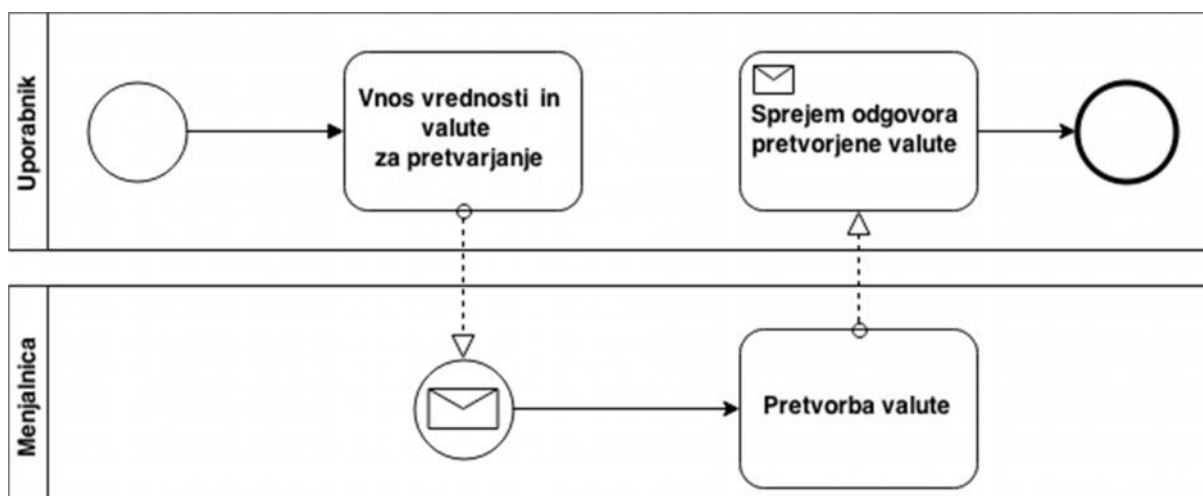 Uporabnik
Vnos vrednosti in
valute
za pretvarjanje
Sprejem odgovora
pretvorjene valute
Menjalnica
Pretvorba valute